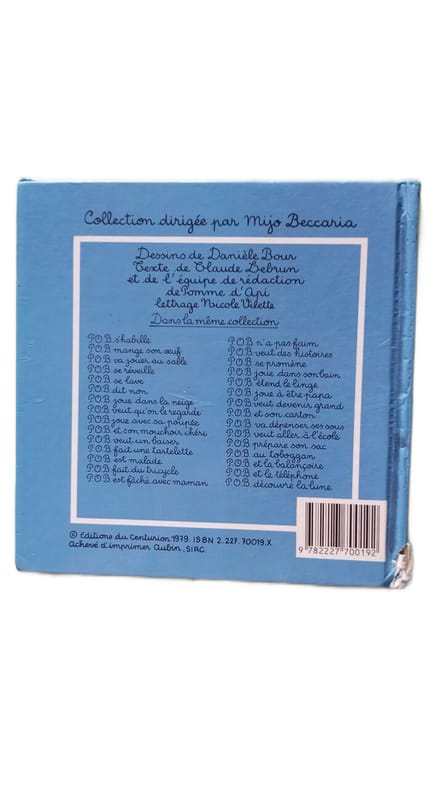 Collection dirigée par Mijo Beccaria
Dessins de Danièle Bour
Texte de Claude Lebrun
et de l'équipe de rédaction
de Pomme d'Api
lettrage Nicole Vilette
Dans la même collection
P.O.B. s'habille
P.O.B. mange son œuf
P.O.B. va jouer au sable
P.O.B. se réveille
P.O.B. se lave
P.O.B. dit non
P.O.B. joue dans la neige
P.O.B. veut qu'on le regarde
P.O.B. joue avec sa poupée
P.O.B. et son mouchoir chéri
P.O.B. veut un baiser
P.O.B. fait une tartelette
P.O.B. est malade
P.O.B. fait du tricycle
P.O.B. est fâché avec maman
P.O.B. n'a pas faim
P.O.B. veut des histoires
P.O.B. se promène
P.O.B. joue dans son bain
P.O.B. étend le linge
P.O.B. joue à être papa
P.O.B. veut devenir grand
P.O.B. et son carton
P.O.B. va dépenser ses sous
P.O.B. veut aller à l'école
P.O.B. prépare son sac
P.O.B. au toboggan
P.O.B. et la balançoire
P.O.B. et le téléphone
P.O.B. découvre la lune
© Editions du Centurion 1979. ISBN 2.227.70019.X
Achevé d'imprimer Aubin, SIRC.
9 782227 700192